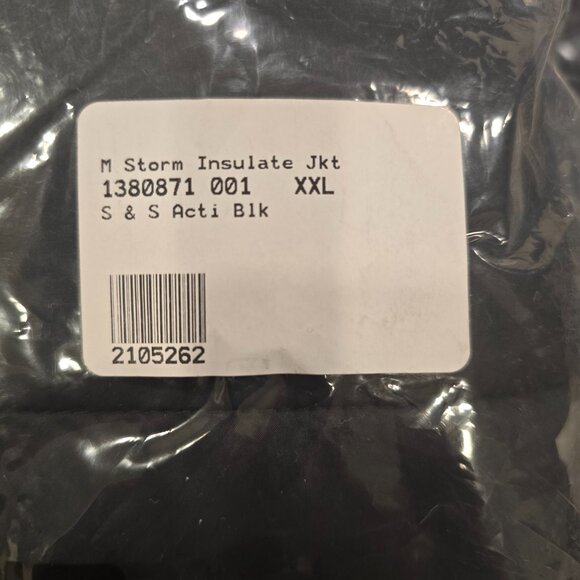 M Storm Insulate Jkt
1380871 001 XXL
S & S Acti Blk
2105262